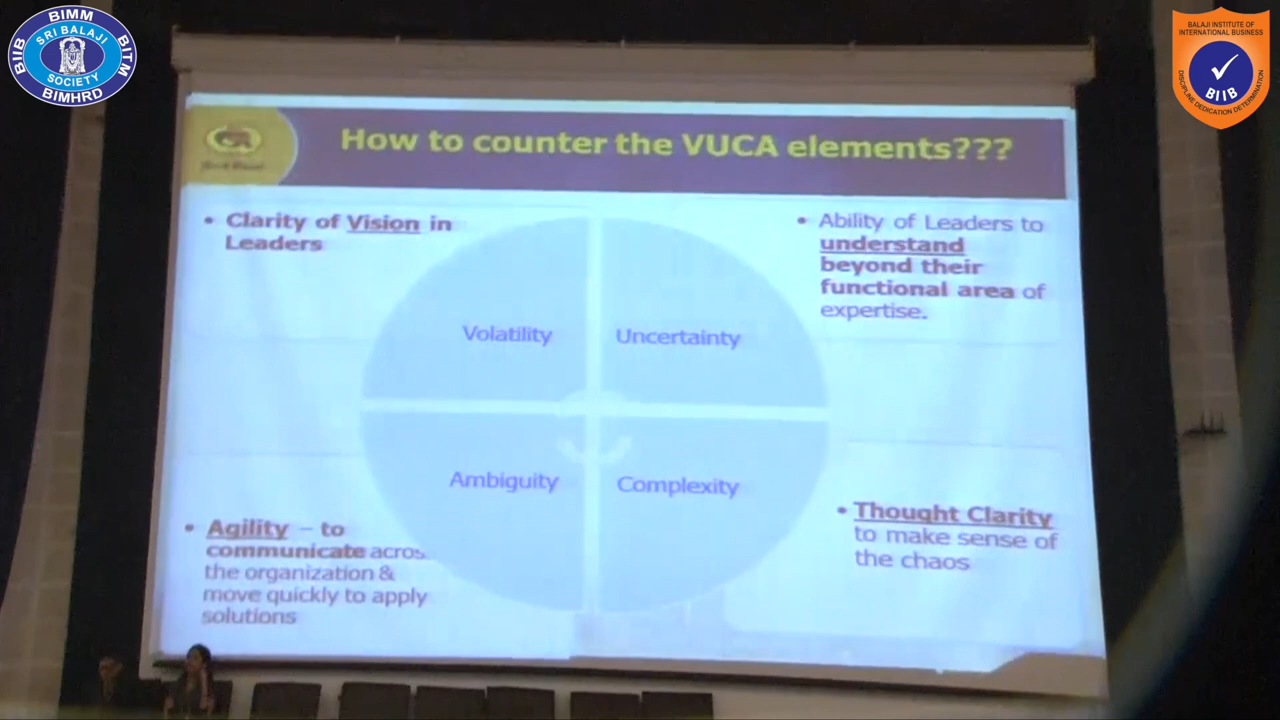 BIMM
BIIB
BITM
BIMHRD
SRI BALAJI
SOCIETY
BALAJI INSTITUTE OF
INTERNATIONAL BUSINESS
BIIB
DISCIPLINE DEDICATION DETERMINATION
How to counter the VUCA elements???
• Clarity of Vision in
Leaders
• Ability of Leaders to
understand
beyond their
functional area of
expertise.
Volatility
Uncertainty
Ambiguity
Complexity
• Agility – to
communicate acros
the organization &
move quickly to apply
solutions
• Thought Clarity
to make sense of
the chaos